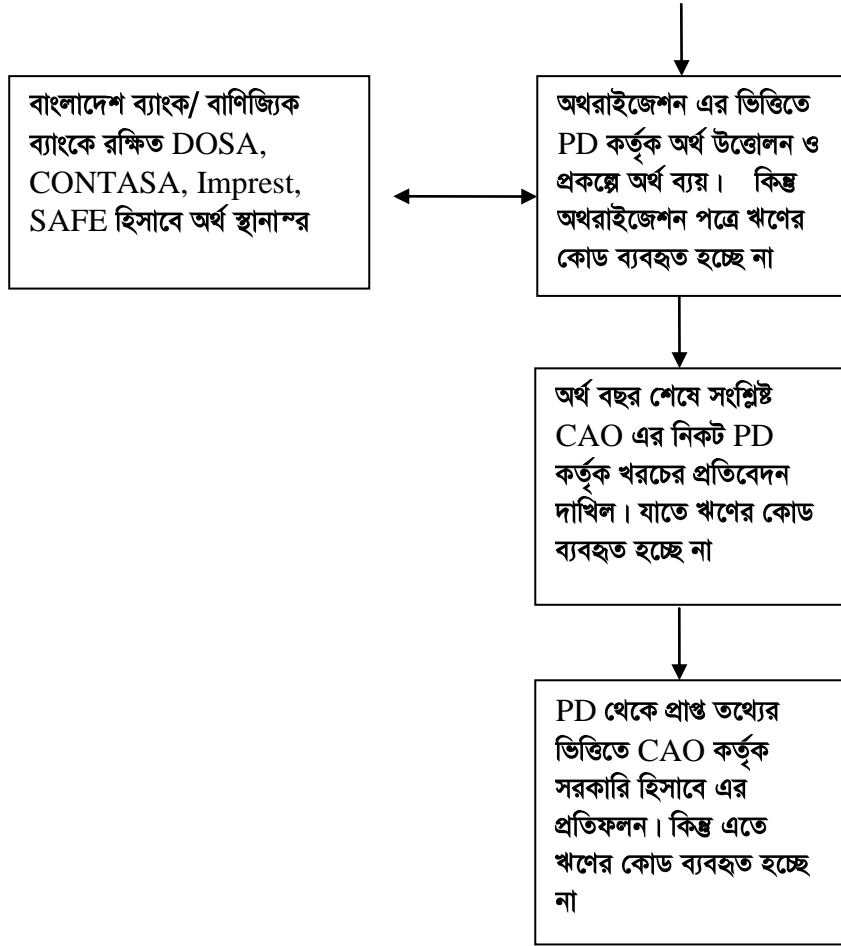 বাংলাদেশ ব্যাংক/ বাণিজ্যিক
ব্যাংকে রক্ষিত DOSA,
CONTASA, Imprest,
SAFE হিসাবে অর্থ স্থানাম্তর
অথরাইজেশন এর ভিত্তিতে
PD কর্তৃক অর্থ উত্তোলন ও
প্রকল্পে অর্থ ব্যয়। কিন্তু
অথরাইজেশন পত্রে ঋণের
কোড ব্যবহৃত হচ্ছে না
অর্থ বছর শেষে সংশ্লিষ্ট
CAO এর নিকট PD
কর্তৃক খরচের প্রতিবেদন
দাখিল। যাতে ঋণের কোড
ব্যবহৃত হচ্ছে না
PD থেকে প্রাপ্ত তথ্যের
ভিত্তিতে CAO কর্তৃক
সরকারি হিসাবে এর
প্রতিফলন। কিন্তু এতে
ঋণের কোড ব্যবহৃত হচ্ছে
না